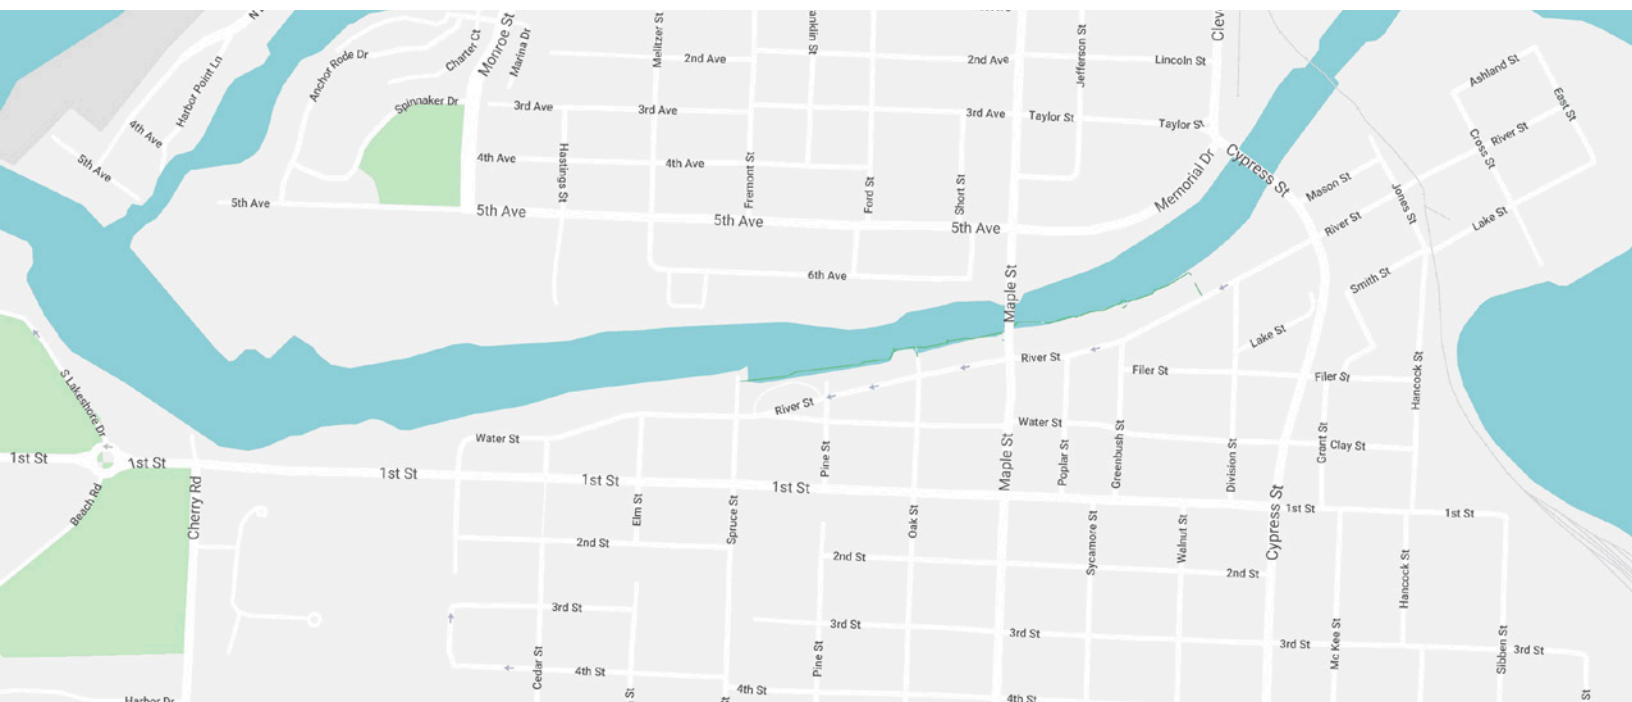 Monroe St
Charter Ct
Marina Dr
Melitzer St
Jefferson St
Anchor Rode Dr
Harbor Point Ln
2nd Ave
2nd Ave
Lincoln St
Ashland St
East St
Spinnaker Dr
3rd Ave
3rd Ave
3rd Ave
Taylor St
Taylor St
River St
Cross St
4th Ave
5th Ave
4th Ave
4th Ave
Hastings St
Fremont St
Ford St
Short St
Memorial Dr
Cypress St
Mason St
Jones St
5th Ave
5th Ave
5th Ave
5th Ave
River St
Lake St
6th Ave
Maple St
Smith St
S Lakeshore Dr
River St
Lake St
Filer St
Filer St
Hancock St
River St
Water St
Water St
Maple St
Pine St
Poplar St
Greenbush St
Division St
Grant St
Clay St
1st St
1st St
1st St
1st St
1st St
1st St
1st St
Beach Rd
Cherry Rd
Elm St
Spruce St
Oak St
Sycamore St
Walnut St
Cypress St
2nd St
2nd St
2nd St
Hancock St
3rd St
3rd St
3rd St
3rd St
3rd St
Mc Kee St
Sibben St
Cedar St
Pine St
4th St
4th St
4th St
Harbor Dr
St
St